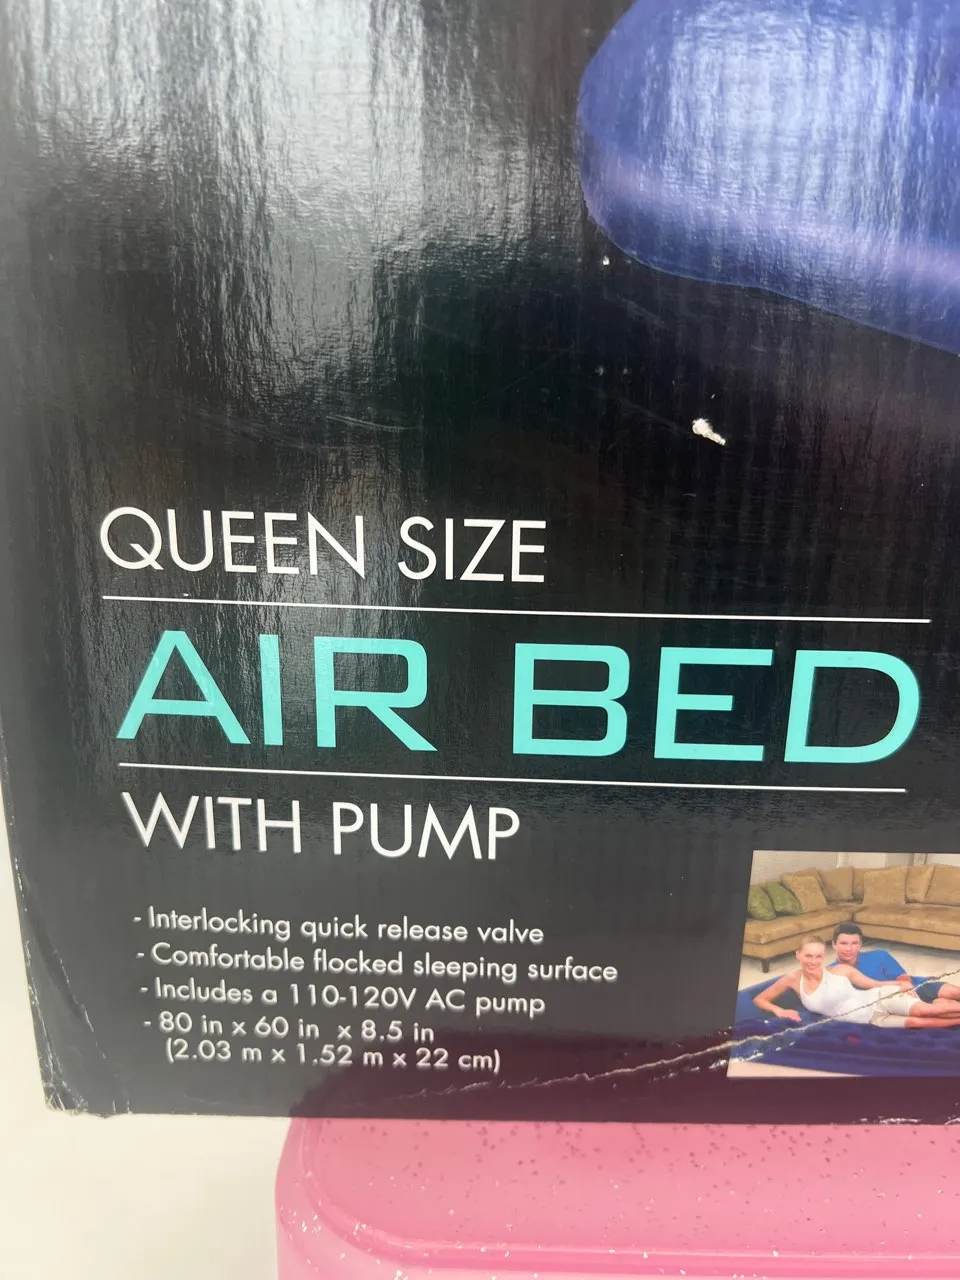 QUEEN SIZE
AIR BED
WITH PUMP
- Interlocking quick release valve
- Comfortable flocked sleeping surface
- Includes a 110-120V AC pump
- 80 in x 60 in x 8.5 in
(2.03 m x 1.52 m x 22 cm)